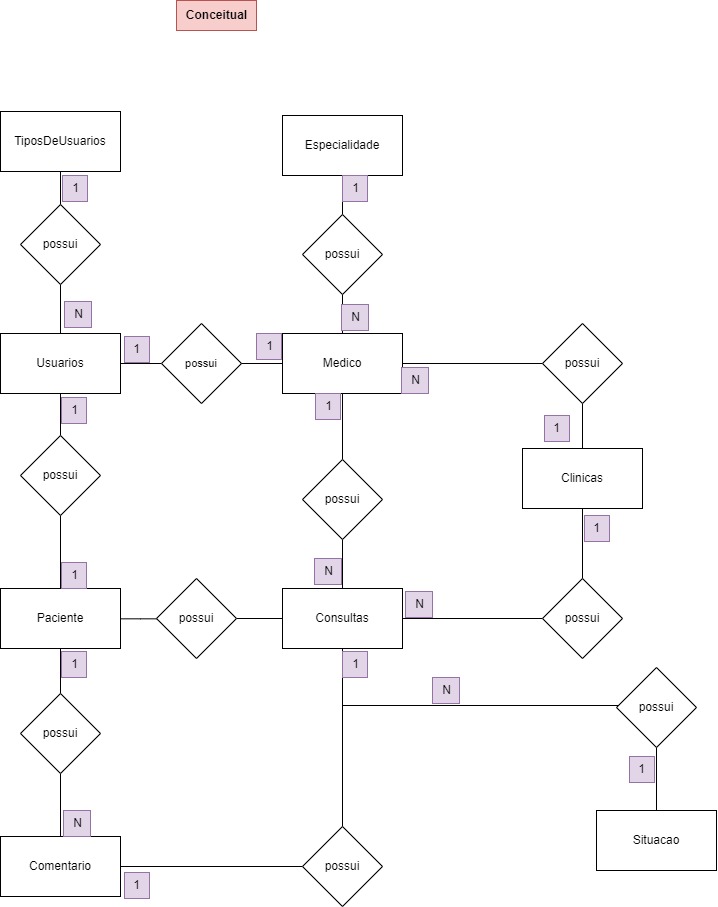 Conceitual
TiposDeUsuarios
Especialidade
1
1
possui
possui
N
N
Usuarios
1
possui
1
Medico
N
possui
1
1
1
possui
possui
Clinicas
1
1
N
N
Paciente
possui
Consultas
possui
1
1
N
possui
possui
1
N
Situacao
Comentario
1
possui